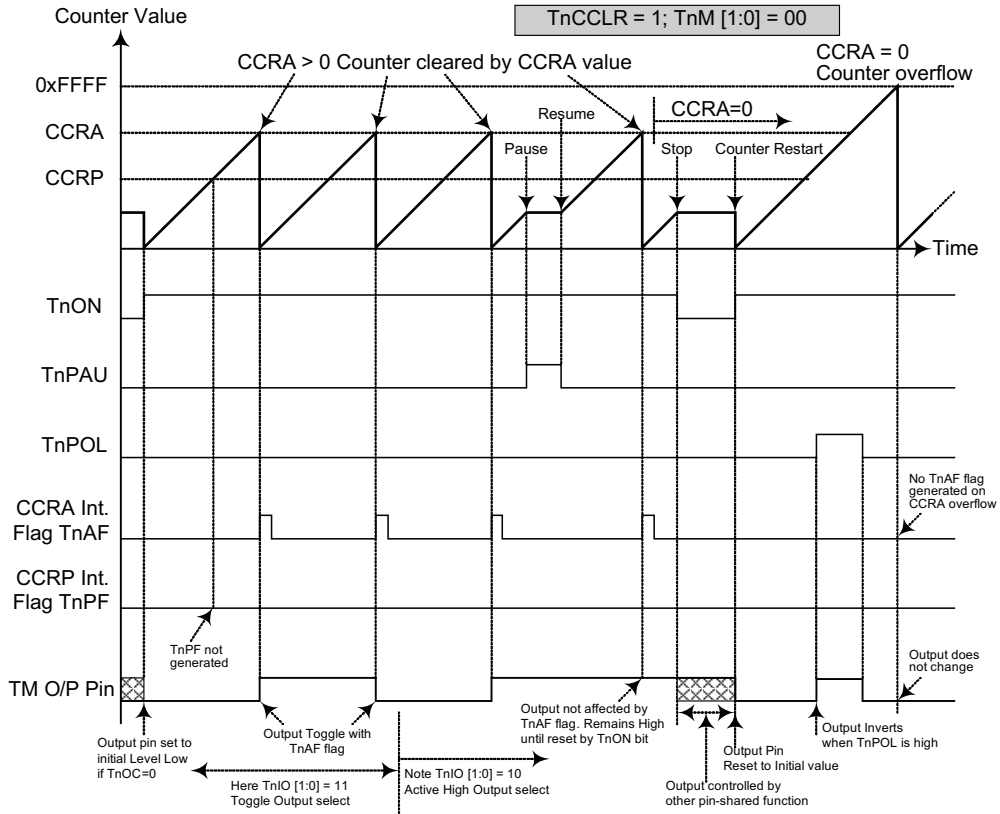 TnCCLR = 1; TnM [1:0] = 00
Counter Value
CCRA > 0 Counter cleared by CCRA value
CCRA = 0
Counter overflow
0xFFFF
CCRA
CCRP
Resume
CCRA=0
Pause
Stop
Counter Restart
Time
TnON
TnPAU
TnPOL
CCRA Int.
Flag TnAF
No TnAF flag
generated on
CCRA overflow
CCRP Int.
Flag TnPF
TnPF not
generated
TM O/P Pin
Output does
not change
Output pin set to
initial Level Low
if TnOC=0
Output Toggle with
TnAF flag
Output not affected by
TnAF flag. Remains High
until reset by TnON bit
Output Pin
Reset to Initial value
Output Inverts
when TnPOL is high
Here TnIO [1:0] = 11
Toggle Output select
Note TnIO [1:0] = 10
Active High Output select
Output controlled by
other pin-shared function